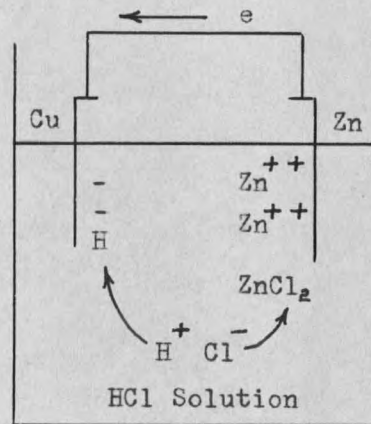 e
Cu Zn
- Zn++
- Zn++
H
ZnCl2
H+ Cl-
HCl Solution